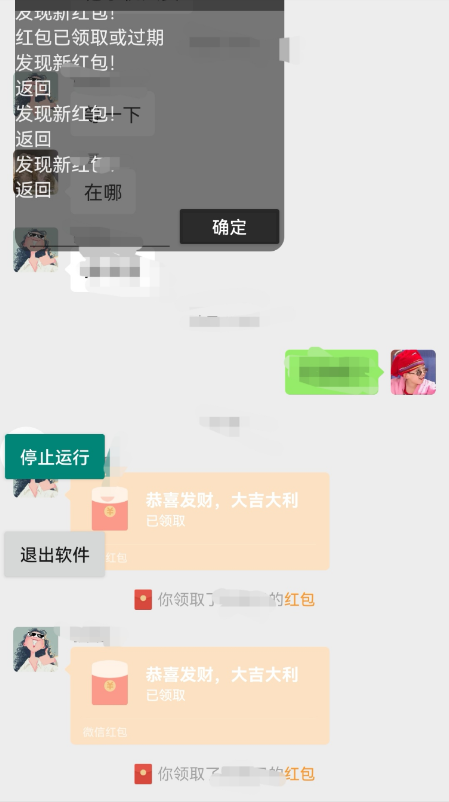 发现新红包!
红包已领取或过期
发现新红包!
返回
发现新红包!
返回
发现新红包!
返回
一下
在哪
确定
停止运行
恭喜发财，大吉大利
已领取
退出软件
红包
你领取了
的红包
恭喜发财，大吉大利
已领取
微信红包
你领取了
的红包